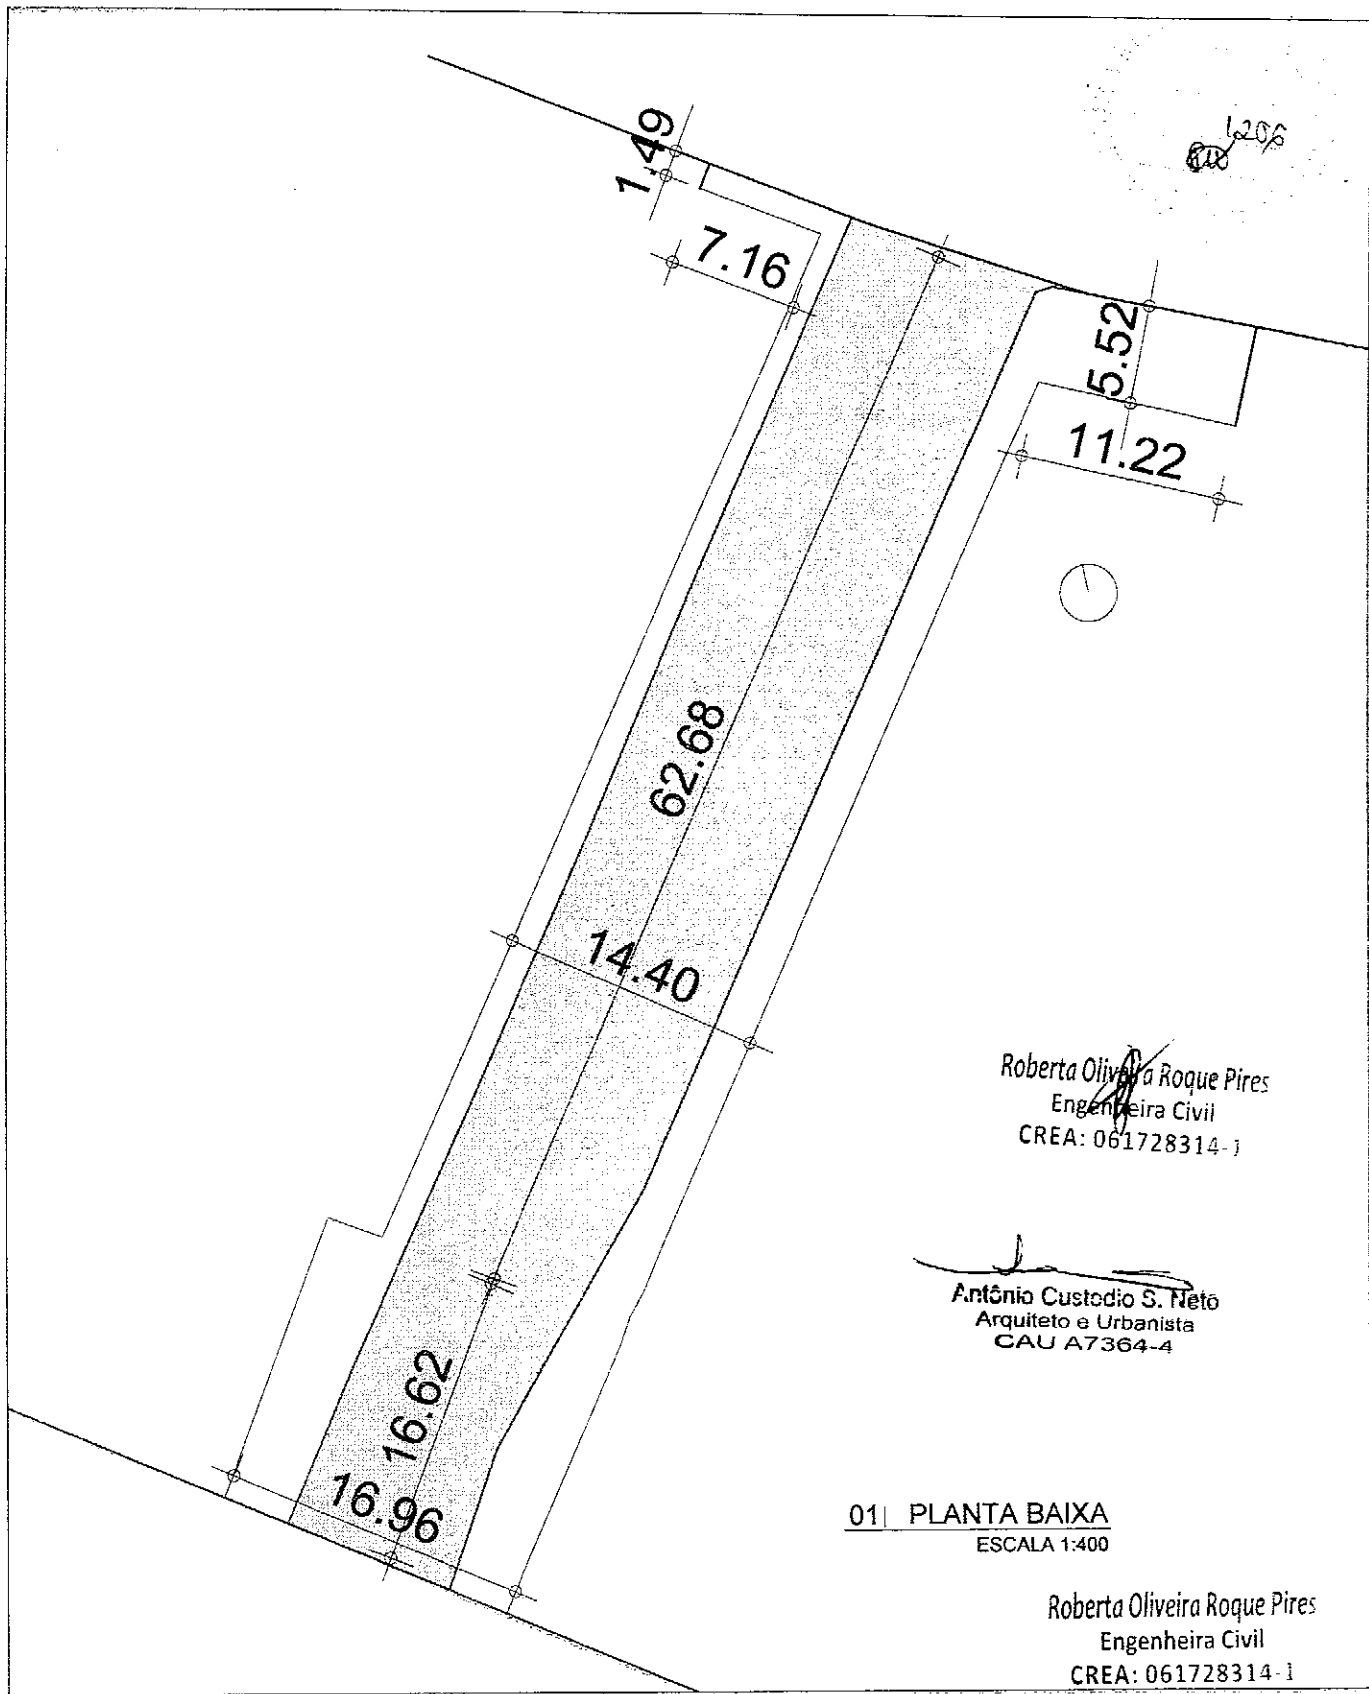 1206
1.49
7.16
5.52
11.22
62.68
14.40
Roberta Oliveira Roque Pires
Engenheira Civil
CREA: 061728314-1
Antônio Custodio S. Neto
Arquiteto e Urbanista
CAU A7364-4
16.62
16.96
01| PLANTA BAIXA
ESCALA 1:400
Roberta Oliveira Roque Pires
Engenheira Civil
CREA: 061728314-1